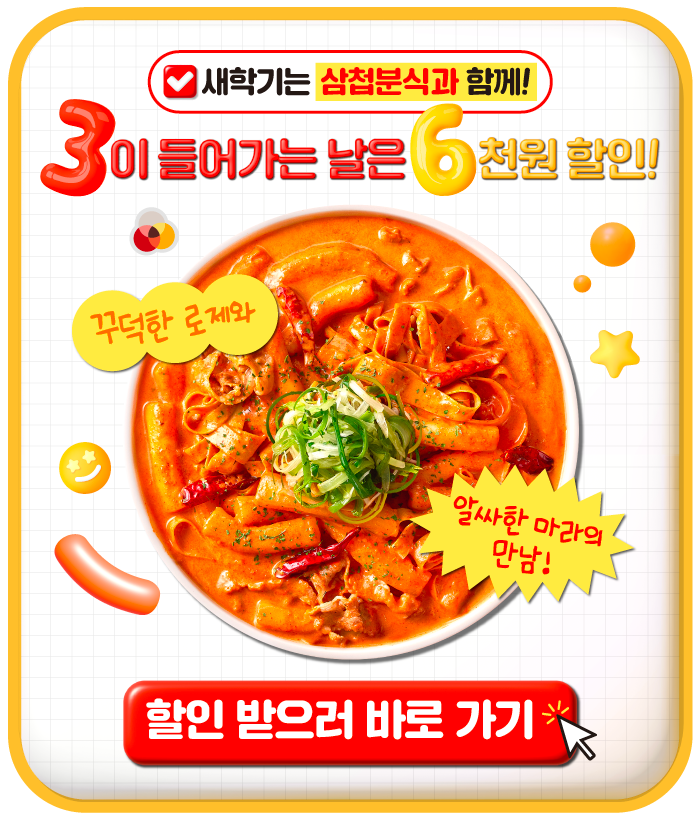 새학기는 삼첩분식과 함께!
3이 들어가는 날은 6천원 할인!
꾸덕한 로제와
알싸한 마라의
만남!
할인 받으러 바로 가기